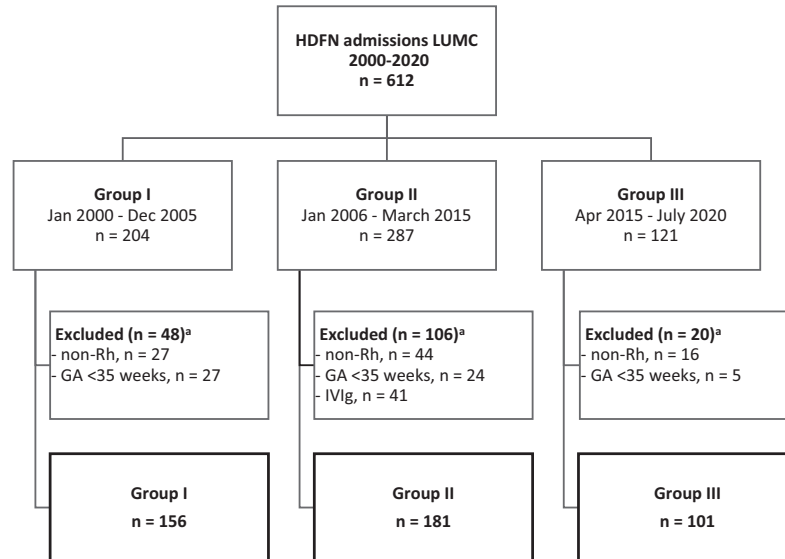 HDFN admissions LUMC
2000-2020
n = 612
Group I
Jan 2000 - Dec 2005
n = 204
Group II
Jan 2006 - March 2015
n = 287
Group III
Apr 2015 - July 2020
n = 121
Excluded (n = 48)ᵃ
- non-Rh, n = 27
- GA <35 weeks, n = 27
Excluded (n = 106)ᵃ
- non-Rh, n = 44
- GA <35 weeks, n = 24
- IVIg, n = 41
Excluded (n = 20)ᵃ
- non-Rh, n = 16
- GA <35 weeks, n = 5
Group I
n = 156
Group II
n = 181
Group III
n = 101